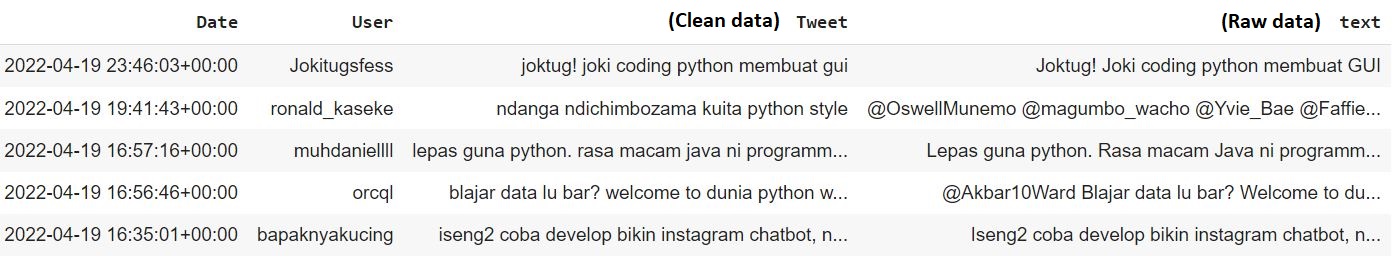 Date User (Clean data) Tweet (Raw data) text
2022-04-19 23:46:03+00:00 Jokitugsfess joktug! joki coding python membuat gui Joktug! Joki coding python membuat GUI
2022-04-19 19:41:43+00:00 ronald_kaseke ndanga ndichimbozama kuita python style @OswellMunemo @magumbo_wacho @Yvie_Bae @Faffie...
2022-04-19 16:57:16+00:00 muhdaniellll lepas guna python. rasa macam java ni programm... Lepas guna python. Rasa macam Java ni programm...
2022-04-19 16:56:46+00:00 orcql blajar data lu bar? welcome to dunia python w... @Akbar10Ward Blajar data lu bar? Welcome to du...
2022-04-19 16:35:01+00:00 bapaknyakucing iseng2 coba develop bikin instagram chatbot, n... Iseng2 coba develop bikin instagram chatbot, n...